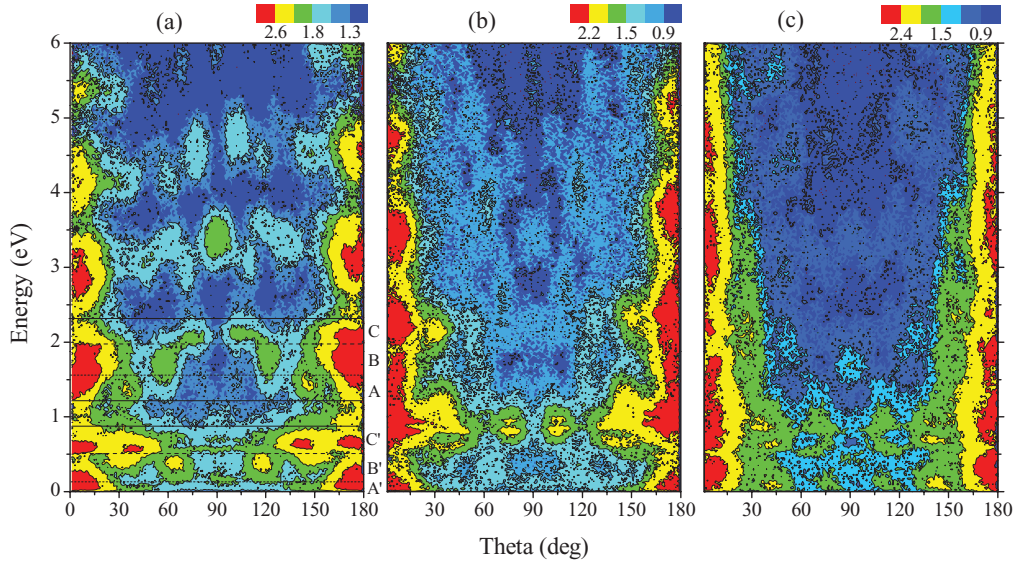 (a) (b) (c)
2.6 1.8 1.3 2.2 1.5 0.9 2.4 1.5 0.9
6
5
4
3
2
1
0
Energy (eV)
C
B
A
C'
B'
A'
0 30 60 90 120 150 180 0 30 60 90 120 150 180 0 30 60 90 120 150 180
Theta (deg)